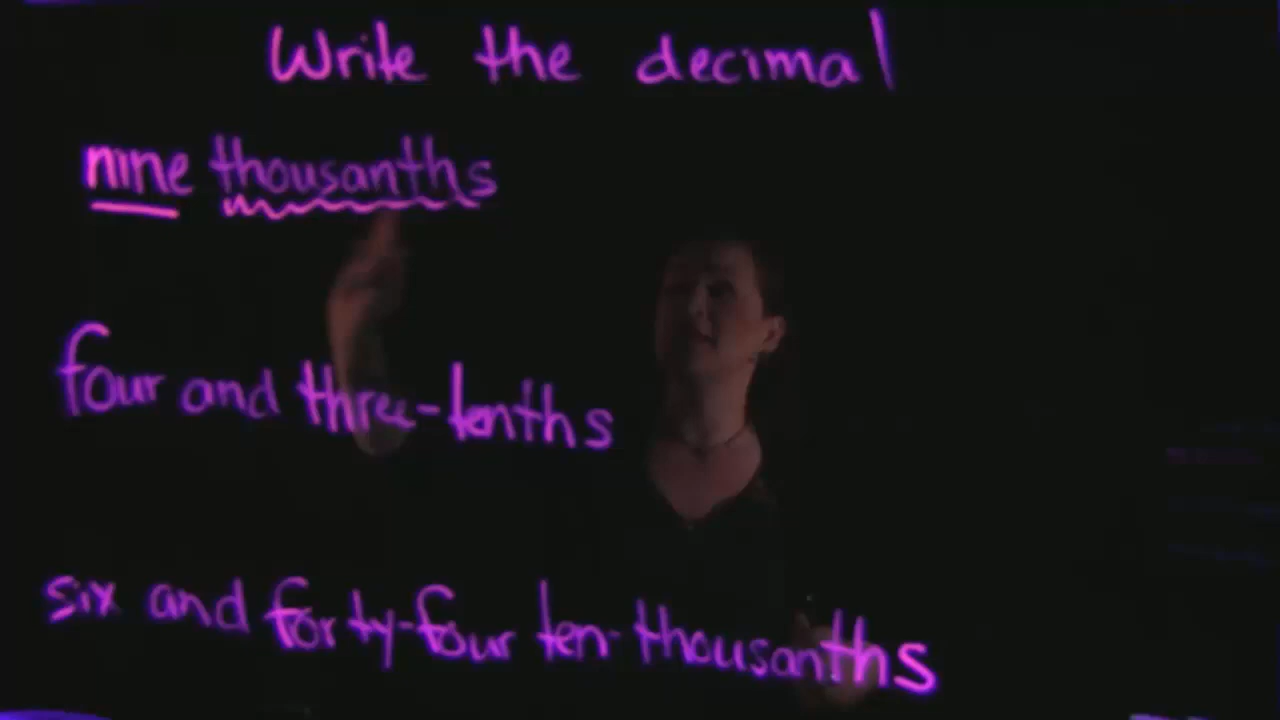 Write the decimal
nine thousanths
four and three-tenths
six and forty-four ten-thousanths